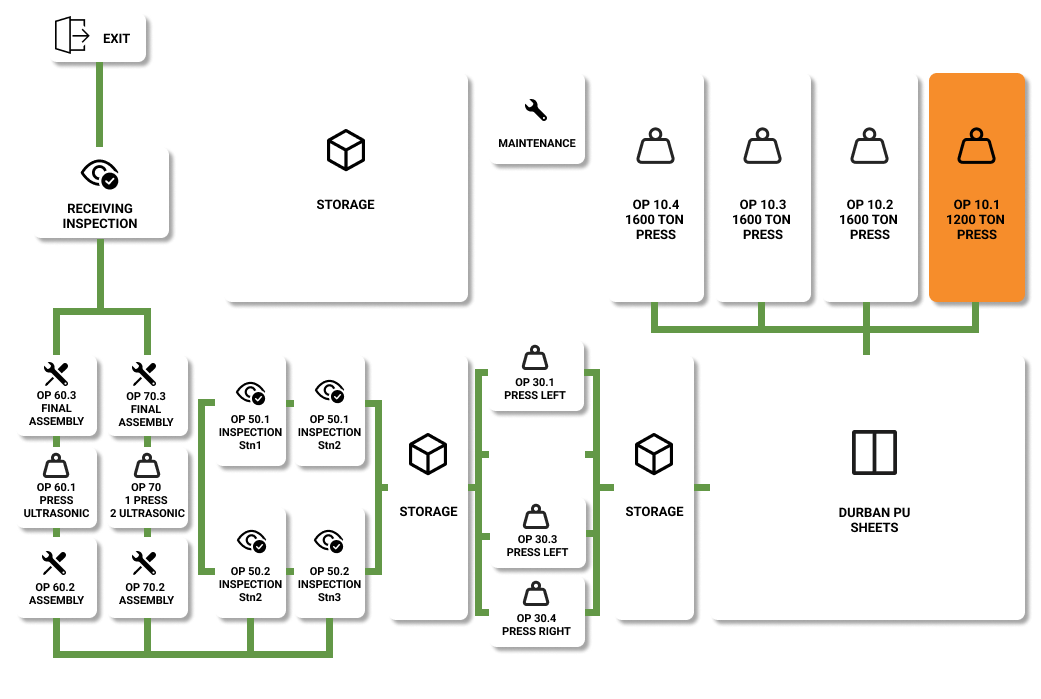 EXIT
RECEIVING
INSPECTION
STORAGE
MAINTENANCE
OP 10.4
1600 TON
PRESS
OP 10.3
1600 TON
PRESS
OP 10.2
1600 TON
PRESS
OP 10.1
1200 TON
PRESS
OP 60.3
FINAL
ASSEMBLY
OP 70.3
FINAL
ASSEMBLY
OP 60.1
PRESS
ULTRASONIC
OP 70
1 PRESS
2 ULTRASONIC
OP 60.2
ASSEMBLY
OP 70.2
ASSEMBLY
OP 50.1
INSPECTION
Stn1
OP 50.1
INSPECTION
Stn2
OP 50.2
INSPECTION
Stn2
OP 50.2
INSPECTION
Stn3
STORAGE
OP 30.1
PRESS LEFT
OP 30.3
PRESS LEFT
OP 30.4
PRESS RIGHT
STORAGE
DURBAN PU
SHEETS